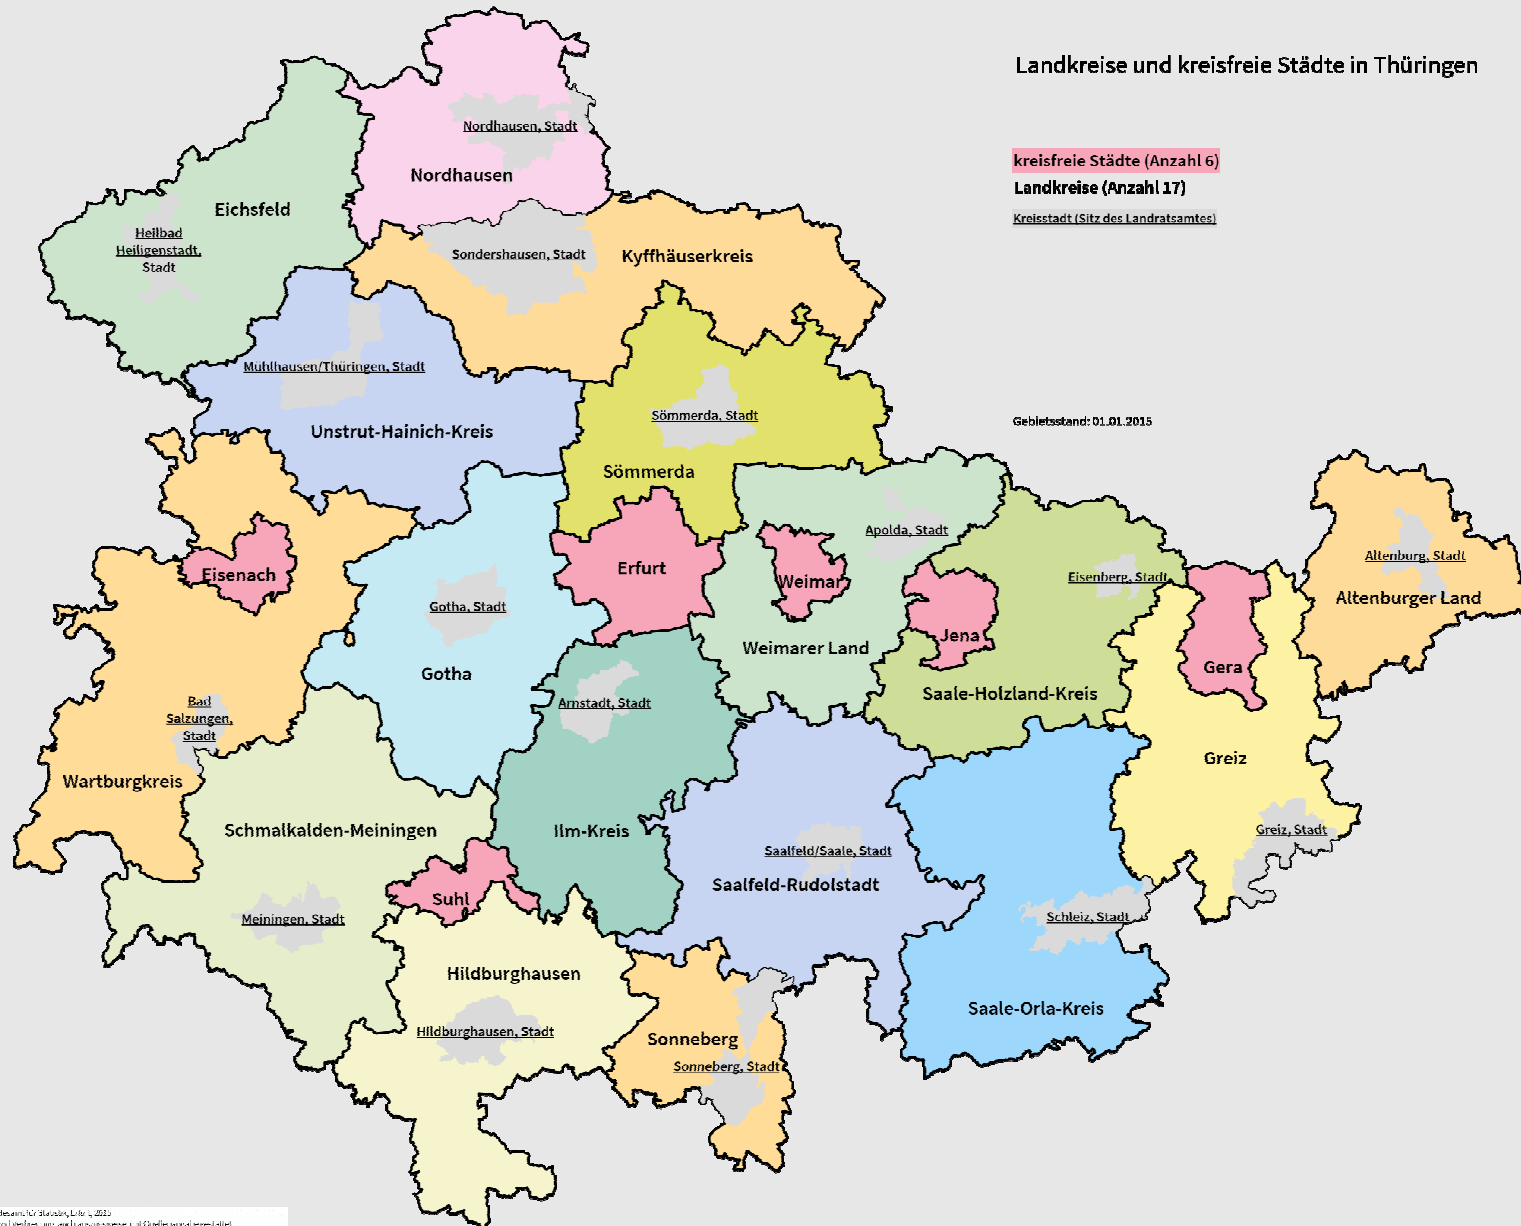 Landkreise und kreisfreie Städte in Thüringen
kreisfreie Städte (Anzahl 6)
Landkreise (Anzahl 17)
Kreisstadt (Sitz des Landratsamtes)
Nordhausen, Stadt
Nordhausen
Eichsfeld
Heilbad
Heiligenstadt,
Stadt
Sondershausen, Stadt
Kyffhäuserkreis
Mühlhausen/Thüringen, Stadt
Unstrut-Hainich-Kreis
Sömmerda, Stadt
Sömmerda
Gebietsstand: 01.01.2015
Apolda, Stadt
Altenburg, Stadt
Altenburger Land
Eisenach
Erfurt
Weimar
Eisenberg, Stadt
Gotha, Stadt
Gotha
Weimarer Land
Jena
Gera
Saale-Holzland-Kreis
Arnstadt, Stadt
Bad
Salzungen,
Stadt
Wartburgkreis
Greiz
Schmalkalden-Meiningen
Ilm-Kreis
Greiz, Stadt
Saalfeld/Saale, Stadt
Saalfeld-Rudolstadt
Suhl
Meiningen, Stadt
Schleiz, Stadt
Hildburghausen
Saale-Orla-Kreis
Hildburghausen, Stadt
Sonneberg
Sonneberg, Stadt
für Statistik, Erfurt, 2015